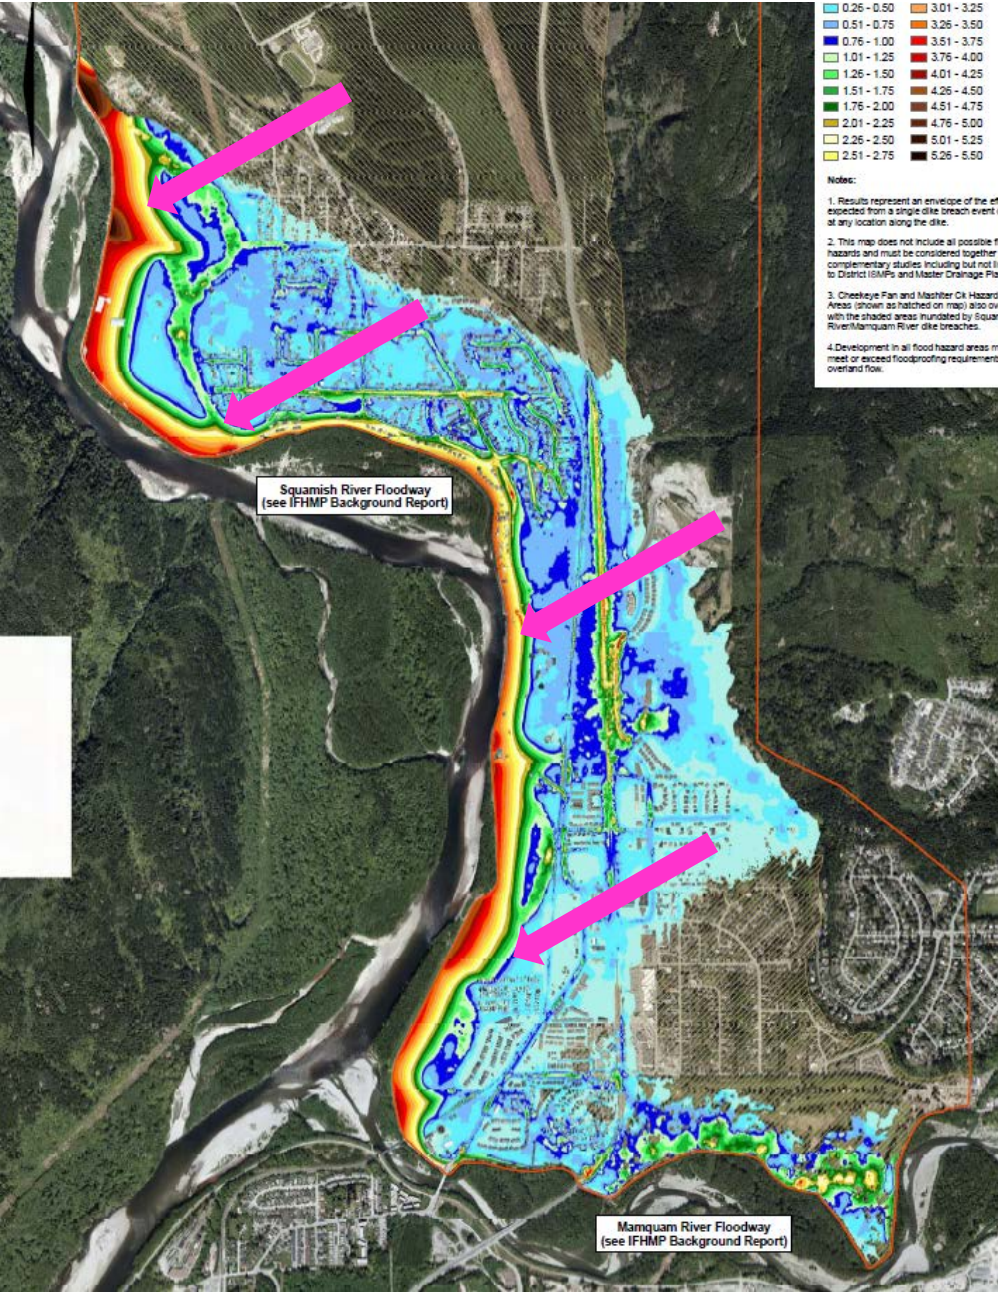 0.26 - 0.50
0.51 - 0.75
0.76 - 1.00
1.01 - 1.25
1.26 - 1.50
1.51 - 1.75
1.76 - 2.00
2.01 - 2.25
2.26 - 2.50
2.51 - 2.75
3.01 - 3.25
3.26 - 3.50
3.51 - 3.75
3.76 - 4.00
4.01 - 4.25
4.26 - 4.50
4.51 - 4.75
4.76 - 5.00
5.01 - 5.25
5.26 - 5.50
Notes:
1. Results represent an envelope of the
expected from a single dike breach event
at any location along the dike.
2. This map does not include all possible
hazards and must be considered together
complementary studies including but not
to District ISMPs and Master Drainage
3. Cheekeye Fan and Mashiter Ck Hazard
Areas (shown as hatched on map) also
with the shaded areas inundated by
River/Mamquam River dike breaches.
4.Development in all flood hazard areas
meet or exceed floodproofing
overland flow.
Squamish River Floodway
(see IFHMP Background Report)
Mamquam River Floodway
(see IFHMP Background Report)